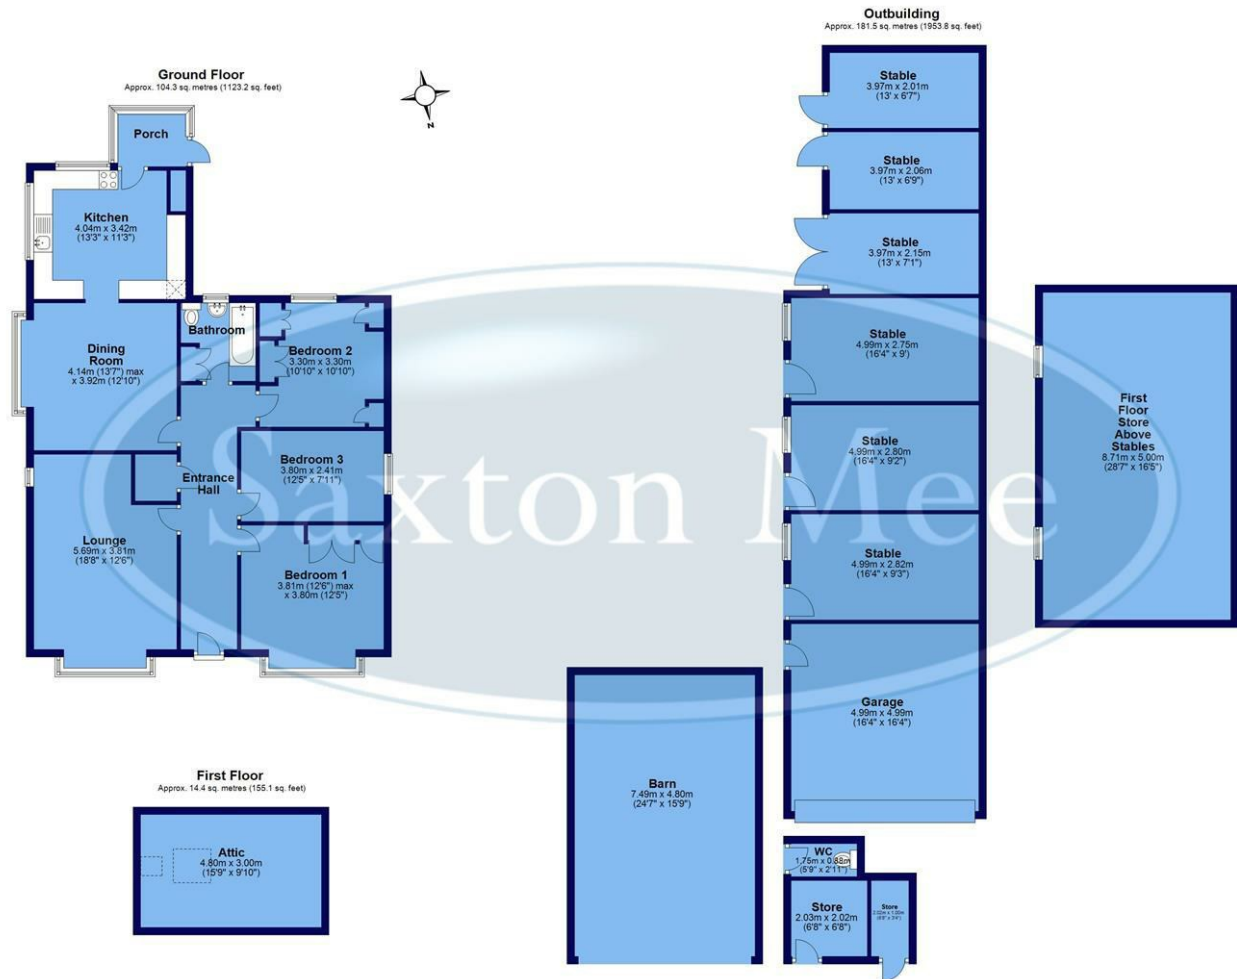 Outbuilding
Approx. 181.5 sq. metres (1953.8 sq. feet)
Ground Floor
Approx. 104.3 sq. metres (1123.2 sq. feet)
N
Porch
Kitchen
4.04m x 3.42m
(13'3" x 11'3")
Dining
Room
4.14m (13'7") max
x 3.92m (12'10")
Bathroom
Bedroom 2
3.30m x 3.30m
(10'10" x 10'10")
Bedroom 3
3.80m x 2.41m
(12'5" x 7'11")
Entrance
Hall
Lounge
5.69m x 3.81m
(18'8" x 12'6")
Bedroom 1
3.81m (12'6") max
x 3.80m (12'5")
Saxton Mee
First Floor
Approx. 14.4 sq. metres (155.1 sq. feet)
Attic
4.80m x 3.00m
(15'9" x 9'10")
Stable
3.97m x 2.01m
(13' x 6'7")
Stable
3.97m x 2.06m
(13' x 6'9")
Stable
3.97m x 2.15m
(13' x 7'1")
Stable
4.99m x 2.75m
(16'4" x 9')
Stable
4.99m x 2.80m
(16'4" x 9'2")
Stable
4.99m x 2.82m
(16'4" x 9'3")
Garage
4.99m x 4.99m
(16'4" x 16'4")
First
Floor
Store
Above
Stables
8.71m x 5.00m
(28'7" x 16'5")
Barn
7.49m x 4.80m
(24'7" x 15'9")
WC
1.75m x 0.88m
(5'9" x 2'11")
Store
2.03m x 2.02m
(6'8" x 6'8")
Store